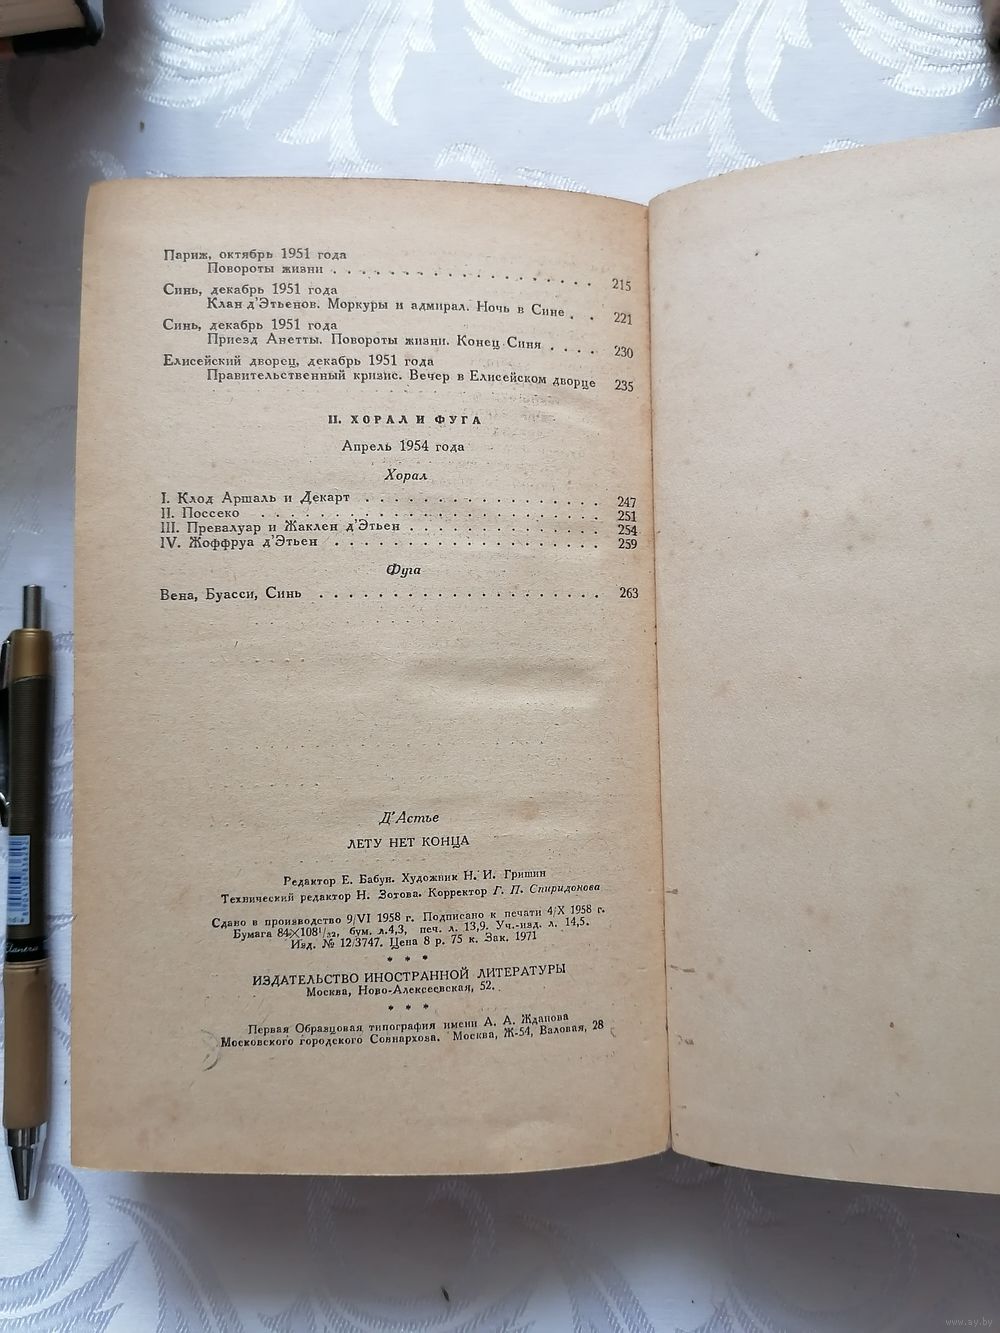 Париж, октябрь 1951 года
Повороты жизни . . . . . . . . . . . . . . . . . . . 215
Синь, декабрь 1951 года
Клан д'Этьенов. Моркуры и адмирал. Ночь в Сине . . 221
Синь, декабрь 1951 года
Приезд Анетты. Повороты жизни. Конец Синя . . . . 230
Елисейский дворец, декабрь 1951 года
Правительственный кризис. Вечер в Елисейском дворце 235
II. ХОРАЛ И ФУГА
Апрель 1954 года
Хорал
I. Клод Аршаль и Декарт . . . . . . . . . . . . . . . . . 247
II. Поссеко . . . . . . . . . . . . . . . . . . . . . . . . 251
III. Превалуар и Жаклен д'Этьен . . . . . . . . . . . . . 254
IV. Жоффруа д'Этьен . . . . . . . . . . . . . . . . . . . 259
Фуга
Вена, Буасси, Синь . . . . . . . . . . . . . . . . . . . . 263
Д'Астье
ЛЕТУ НЕТ КОНЦА
Редактор Е. Бабун. Художник Н. И. Гришин
Технический редактор Н. Зотова. Корректор Г. П. Спиридонова
Сдано в производство 9/VI 1958 г. Подписано к печати 4/X 1958 г.
Бумага 84×108¹/₃₂, бум. л.4,3, печ. л. 13,9. Уч.-изд. л. 14,5.
Изд. № 12/3747. Цена 8 р. 75 к. Зак. 1971
* * *
ИЗДАТЕЛЬСТВО ИНОСТРАННОЙ ЛИТЕРАТУРЫ
Москва, Ново-Алексеевская, 52.
* * *
Первая Образцовая типография имени А. А. Жданова
Московского городского Совнархоза. Москва, Ж-54, Валовая, 28
www.ay.by